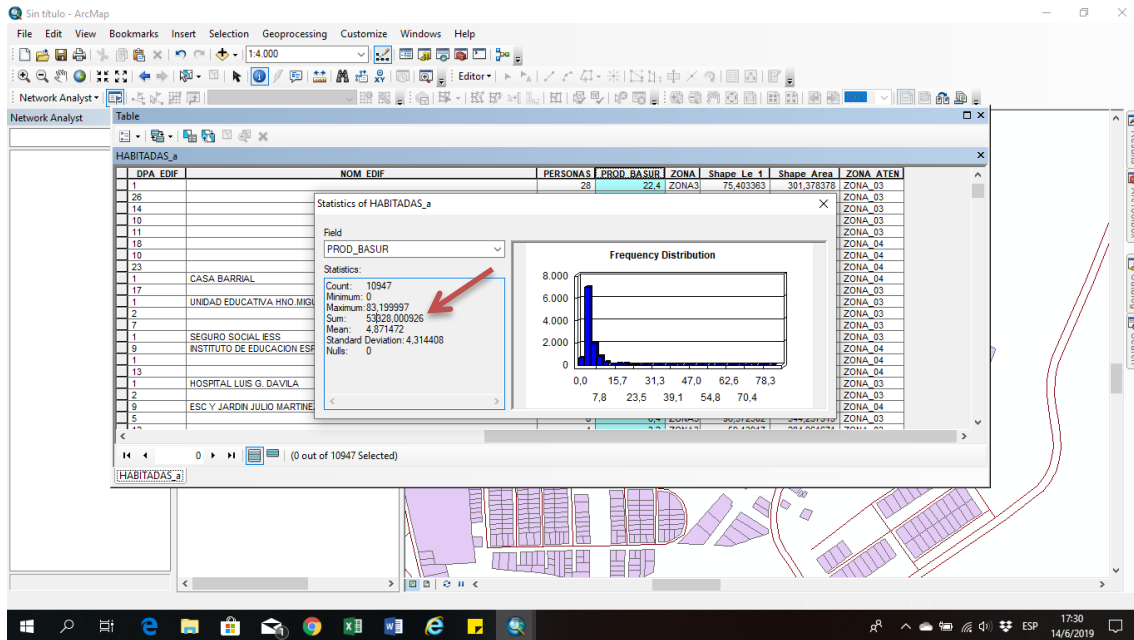 Sin título - ArcMap
File Edit View Bookmarks Insert Selection Geoprocessing Customize Windows Help
1:4.000
Editor
Network Analyst
Network Analyst
Table
HABITADAS_a
DPA_EDIF NOM_EDIF PERSONAS PROD_BASUR ZONA Shape_Le_1 Shape_Area ZONA_ATEN
1 28 22,4 ZONA3 75,403363 301,378378 ZONA_03
26 ZONA_03
14 ZONA_03
10 ZONA_03
11 ZONA_03
18 ZONA_04
10 ZONA_04
23 ZONA_04
1 CASA BARRIAL ZONA_04
17 ZONA_03
1 UNIDAD EDUCATIVA HNO.MIGU ZONA_03
2 ZONA_03
7 ZONA_03
1 SEGURO SOCIAL IESS ZONA_03
9 INSTITUTO DE EDUCACION ESP ZONA_04
1 ZONA_04
13 ZONA_04
1 HOSPITAL LUIS G. DAVILA ZONA_03
2 ZONA_03
9 ESC Y JARDIN JULIO MARTINE ZONA_04
5 ZONA_03
Statistics of HABITADAS_a
Field
PROD_BASUR
Statistics:
Count: 10947
Minimum: 0
Maximum: 83,199997
Sum: 53328,000926
Mean: 4,871472
Standard Deviation: 4,314408
Nulls: 0
Frequency Distribution
8.000
6.000
4.000
2.000
0
0,0 15,7 31,3 47,0 62,6 78,3
7,8 23,5 39,1 54,8 70,4
0 (0 out of 10947 Selected)
HABITADAS_a
ESP
17:30
14/6/2019